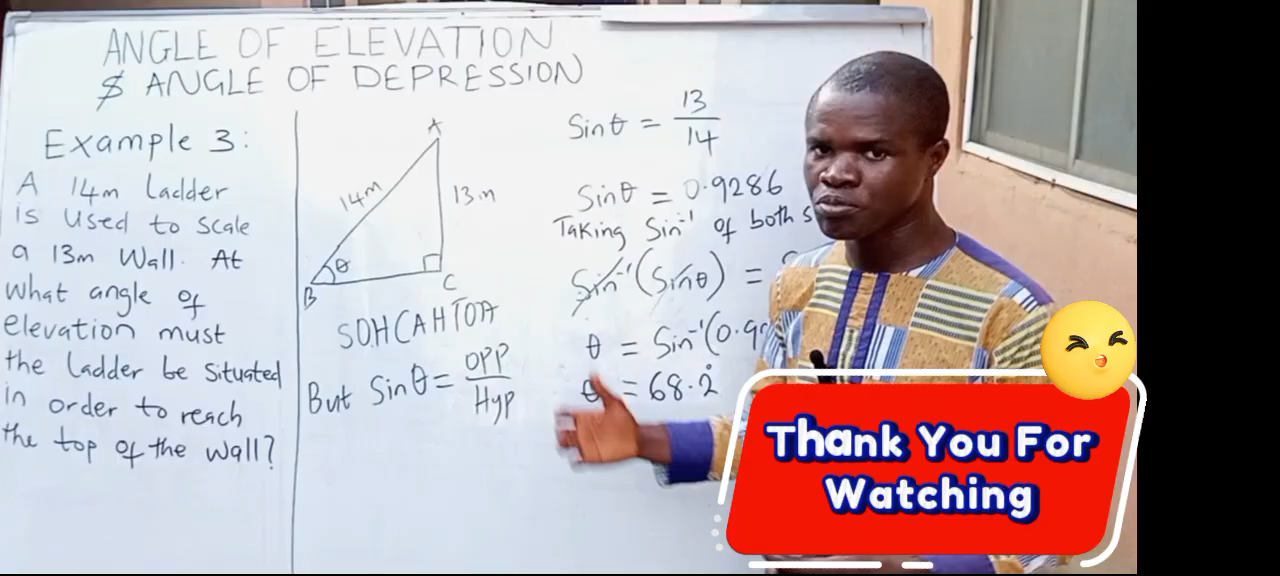 ANGLE OF ELEVATION
$ ANGLE OF DEPRESSION
Example 3:
A 14m Ladder
is used to scale
a 13m Wall. At
what angle of
elevation must
the ladder be situated
in order to reach
the top of the wall?
A
14m
13m
θ
B
C
SOHCAHTOA
But Sinθ = OPP
Hyp
Sinθ = 13
14
Sinθ = 0.9286
Taking Sin⁻¹ of both
Sin⁻¹(Sinθ) =
θ = Sin⁻¹(0.9
θ = 68.2°
Thank You For
Watching